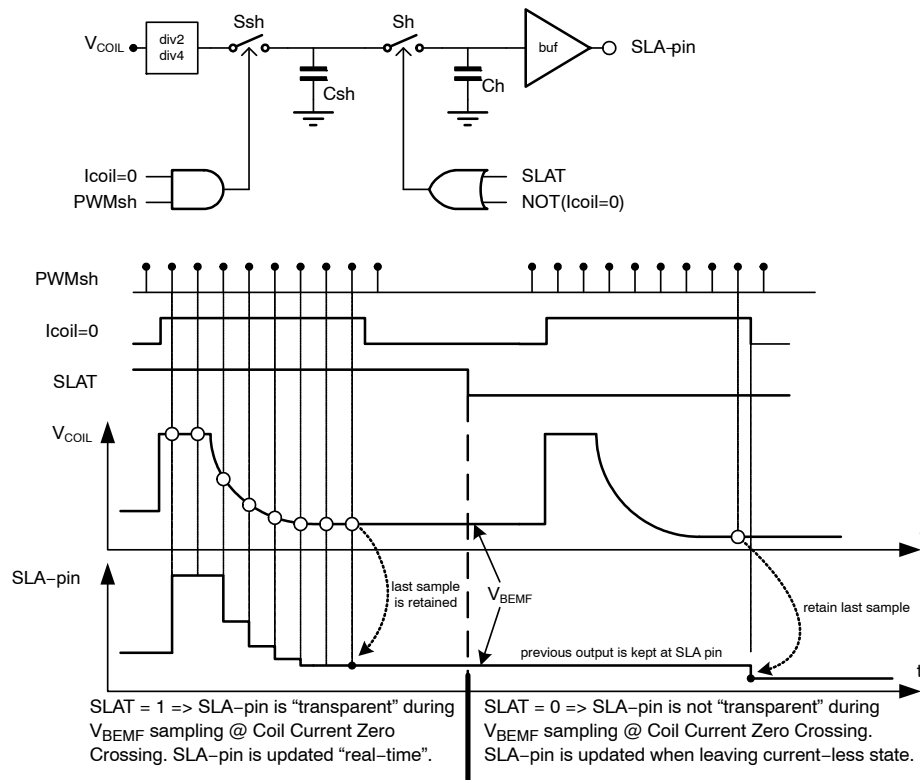 Ssh
Sh
V_COIL
div2
div4
buf
SLA-pin
Csh
Ch
Icoil=0
PWMsh
SLAT
NOT(Icoil=0)
PWMsh
Icoil=0
SLAT
V_COIL
t
SLA-pin
last sample
is retained
V_BEMF
retain last sample
previous output is kept at SLA pin
t
SLAT = 1 => SLA-pin is “transparent” during
V_BEMF sampling @ Coil Current Zero
Crossing. SLA-pin is updated “real-time”.
SLAT = 0 => SLA-pin is not “transparent” during
V_BEMF sampling @ Coil Current Zero Crossing.
SLA-pin is updated when leaving current-less state.